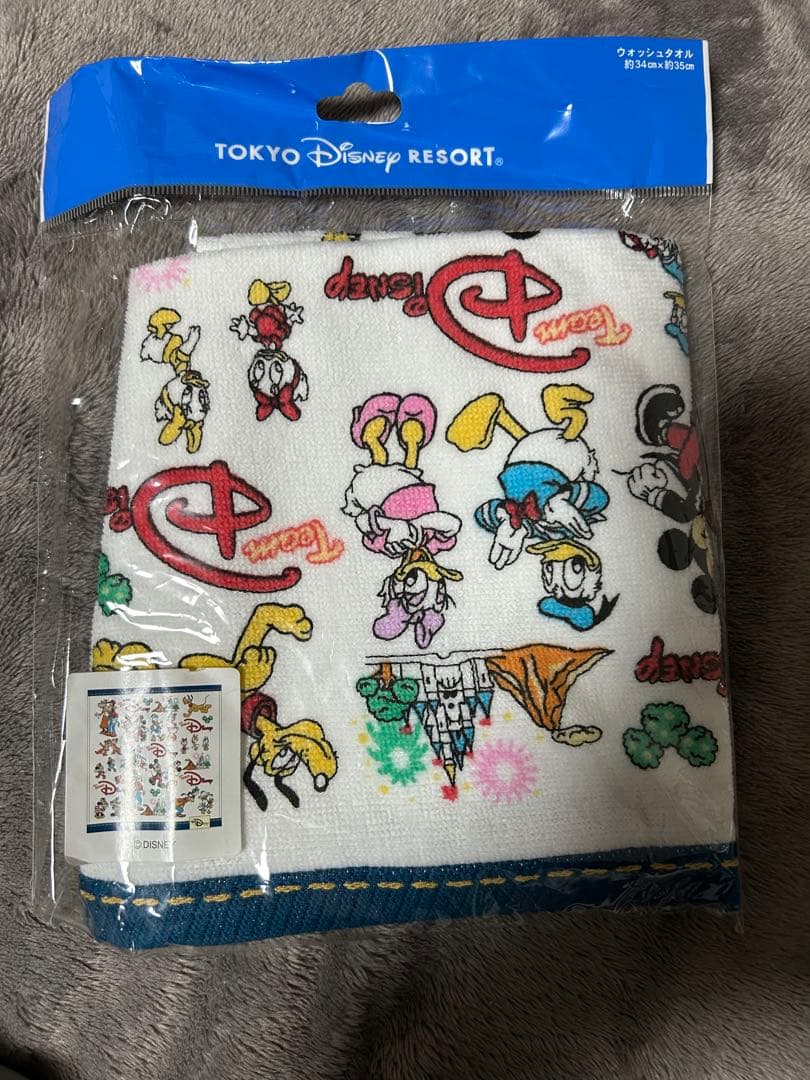 ウォッシュタオル
約34cm×約35cm
TOKYO Disney RESORT®
Team
Disney
Team
Disney
Disney
© DISNEY